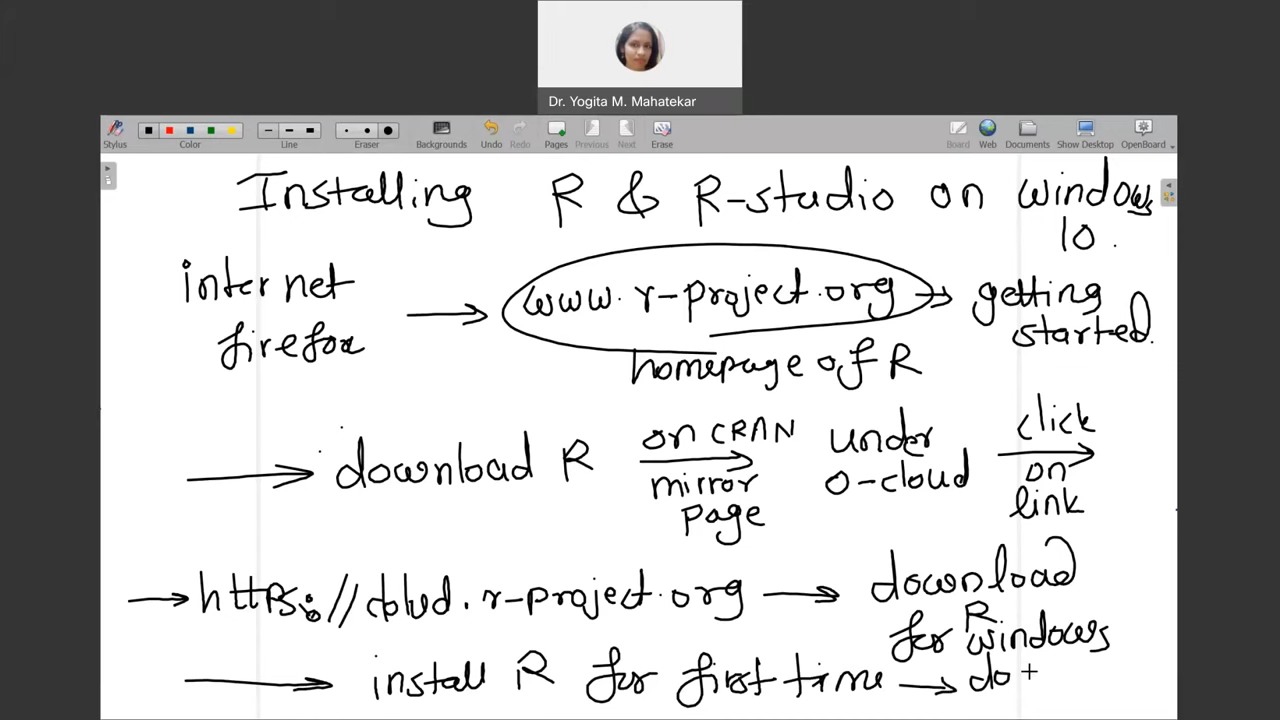 Dr. Yogita M. Mahatekar
Stylus Color Line Eraser Backgrounds Undo Redo Pages Previous Next Erase Board Web Documents Show Desktop OpenBoard
Installing R & R-studio on windows 10.
internet firefox → www.r-project.org → getting started.
homepage of R
→ download R on CRAN mirror page → under 0-cloud click on link →
→ https://cloud.r-project.org → download R for windows
→ install R for first time → do